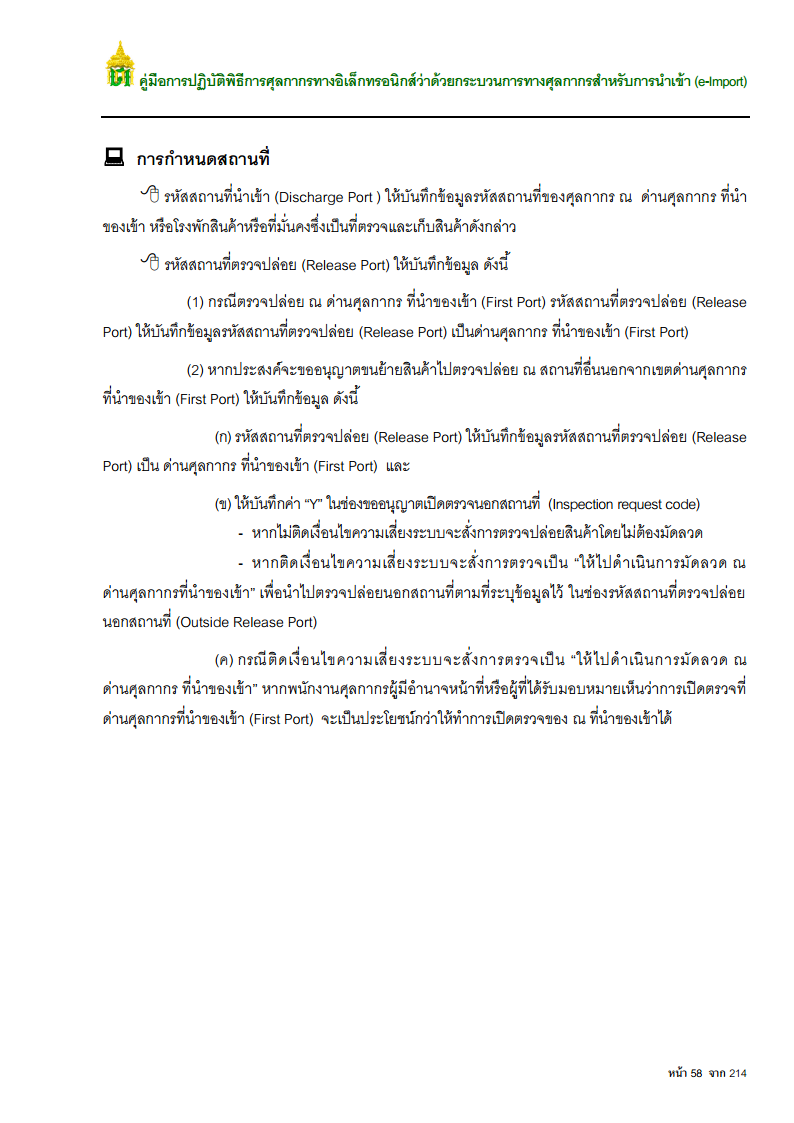 คู่มือการปฏิบัติพิธีการศุลกากรทางอิเล็กทรอนิกส์ว่าด้วยกระบวนการทางศุลกากรสำหรับการนำเข้า (e-Import)
การกำหนดสถานที่
รหัสสถานที่นำเข้า (Discharge Port ) ให้บันทึกข้อมูลรหัสสถานที่ของศุลกากร ณ ด่านศุลกากร ที่นำ
ของเข้า หรือโรงพักสินค้าหรือที่มั่นคงซึ่งเป็นที่ตรวจและเก็บสินค้าดังกล่าว
รหัสสถานที่ตรวจปล่อย (Release Port) ให้บันทึกข้อมูล ดังนี้
(1) กรณีตรวจปล่อย ณ ด่านศุลกากร ที่นำของเข้า (First Port) รหัสสถานที่ตรวจปล่อย (Release
Port) ให้บันทึกข้อมูลรหัสสถานที่ตรวจปล่อย (Release Port) เป็นด่านศุลกากร ที่นำของเข้า (First Port)
(2) หากประสงค์จะขออนุญาตขนย้ายสินค้าไปตรวจปล่อย ณ สถานที่อื่นนอกจากเขตด่านศุลกากร
ที่นำของเข้า (First Port) ให้บันทึกข้อมูล ดังนี้
(ก) รหัสสถานที่ตรวจปล่อย (Release Port) ให้บันทึกข้อมูลรหัสสถานที่ตรวจปล่อย (Release
Port) เป็น ด่านศุลกากร ที่นำของเข้า (First Port) และ
(ข) ให้บันทึกค่า “Y” ในช่องขออนุญาตเปิดตรวจนอกสถานที่ (Inspection request code)
- หากไม่ติดเงื่อนไขความเสี่ยงระบบจะสั่งการตรวจปล่อยสินค้าโดยไม่ต้องมัดลวด
- หากติดเงื่อนไขความเสี่ยงระบบจะสั่งการตรวจเป็น “ให้ไปดำเนินการมัดลวด ณ
ด่านศุลกากรที่นำของเข้า” เพื่อนำไปตรวจปล่อยนอกสถานที่ตามที่ระบุข้อมูลไว้ ในช่องรหัสสถานที่ตรวจปล่อย
นอกสถานที่ (Outside Release Port)
(ค) กรณีติดเงื่อนไขความเสี่ยงระบบจะสั่งการตรวจเป็น “ให้ไปดำเนินการมัดลวด ณ
ด่านศุลกากร ที่นำของเข้า” หากพนักงานศุลกากรผู้มีอำนาจหน้าที่หรือผู้ที่ได้รับมอบหมายเห็นว่าการเปิดตรวจที่
ด่านศุลกากรที่นำของเข้า (First Port) จะเป็นประโยชน์กว่าให้ทำการเปิดตรวจของ ณ ที่นำของเข้าได้
หน้า 58 จาก 214